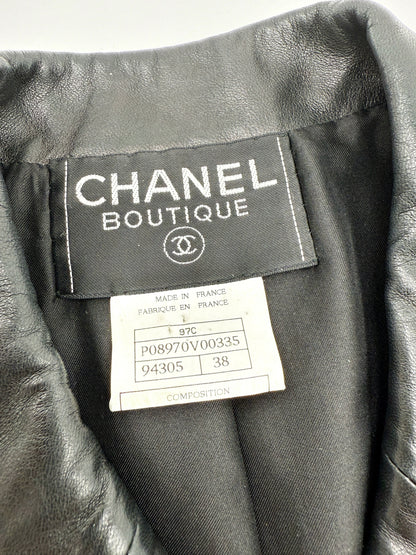 CHANEL
BOUTIQUE
MADE IN FRANCE
FABRIQUE EN FRANCE
97C
P08970V00335
94305 38
COMPOSITION